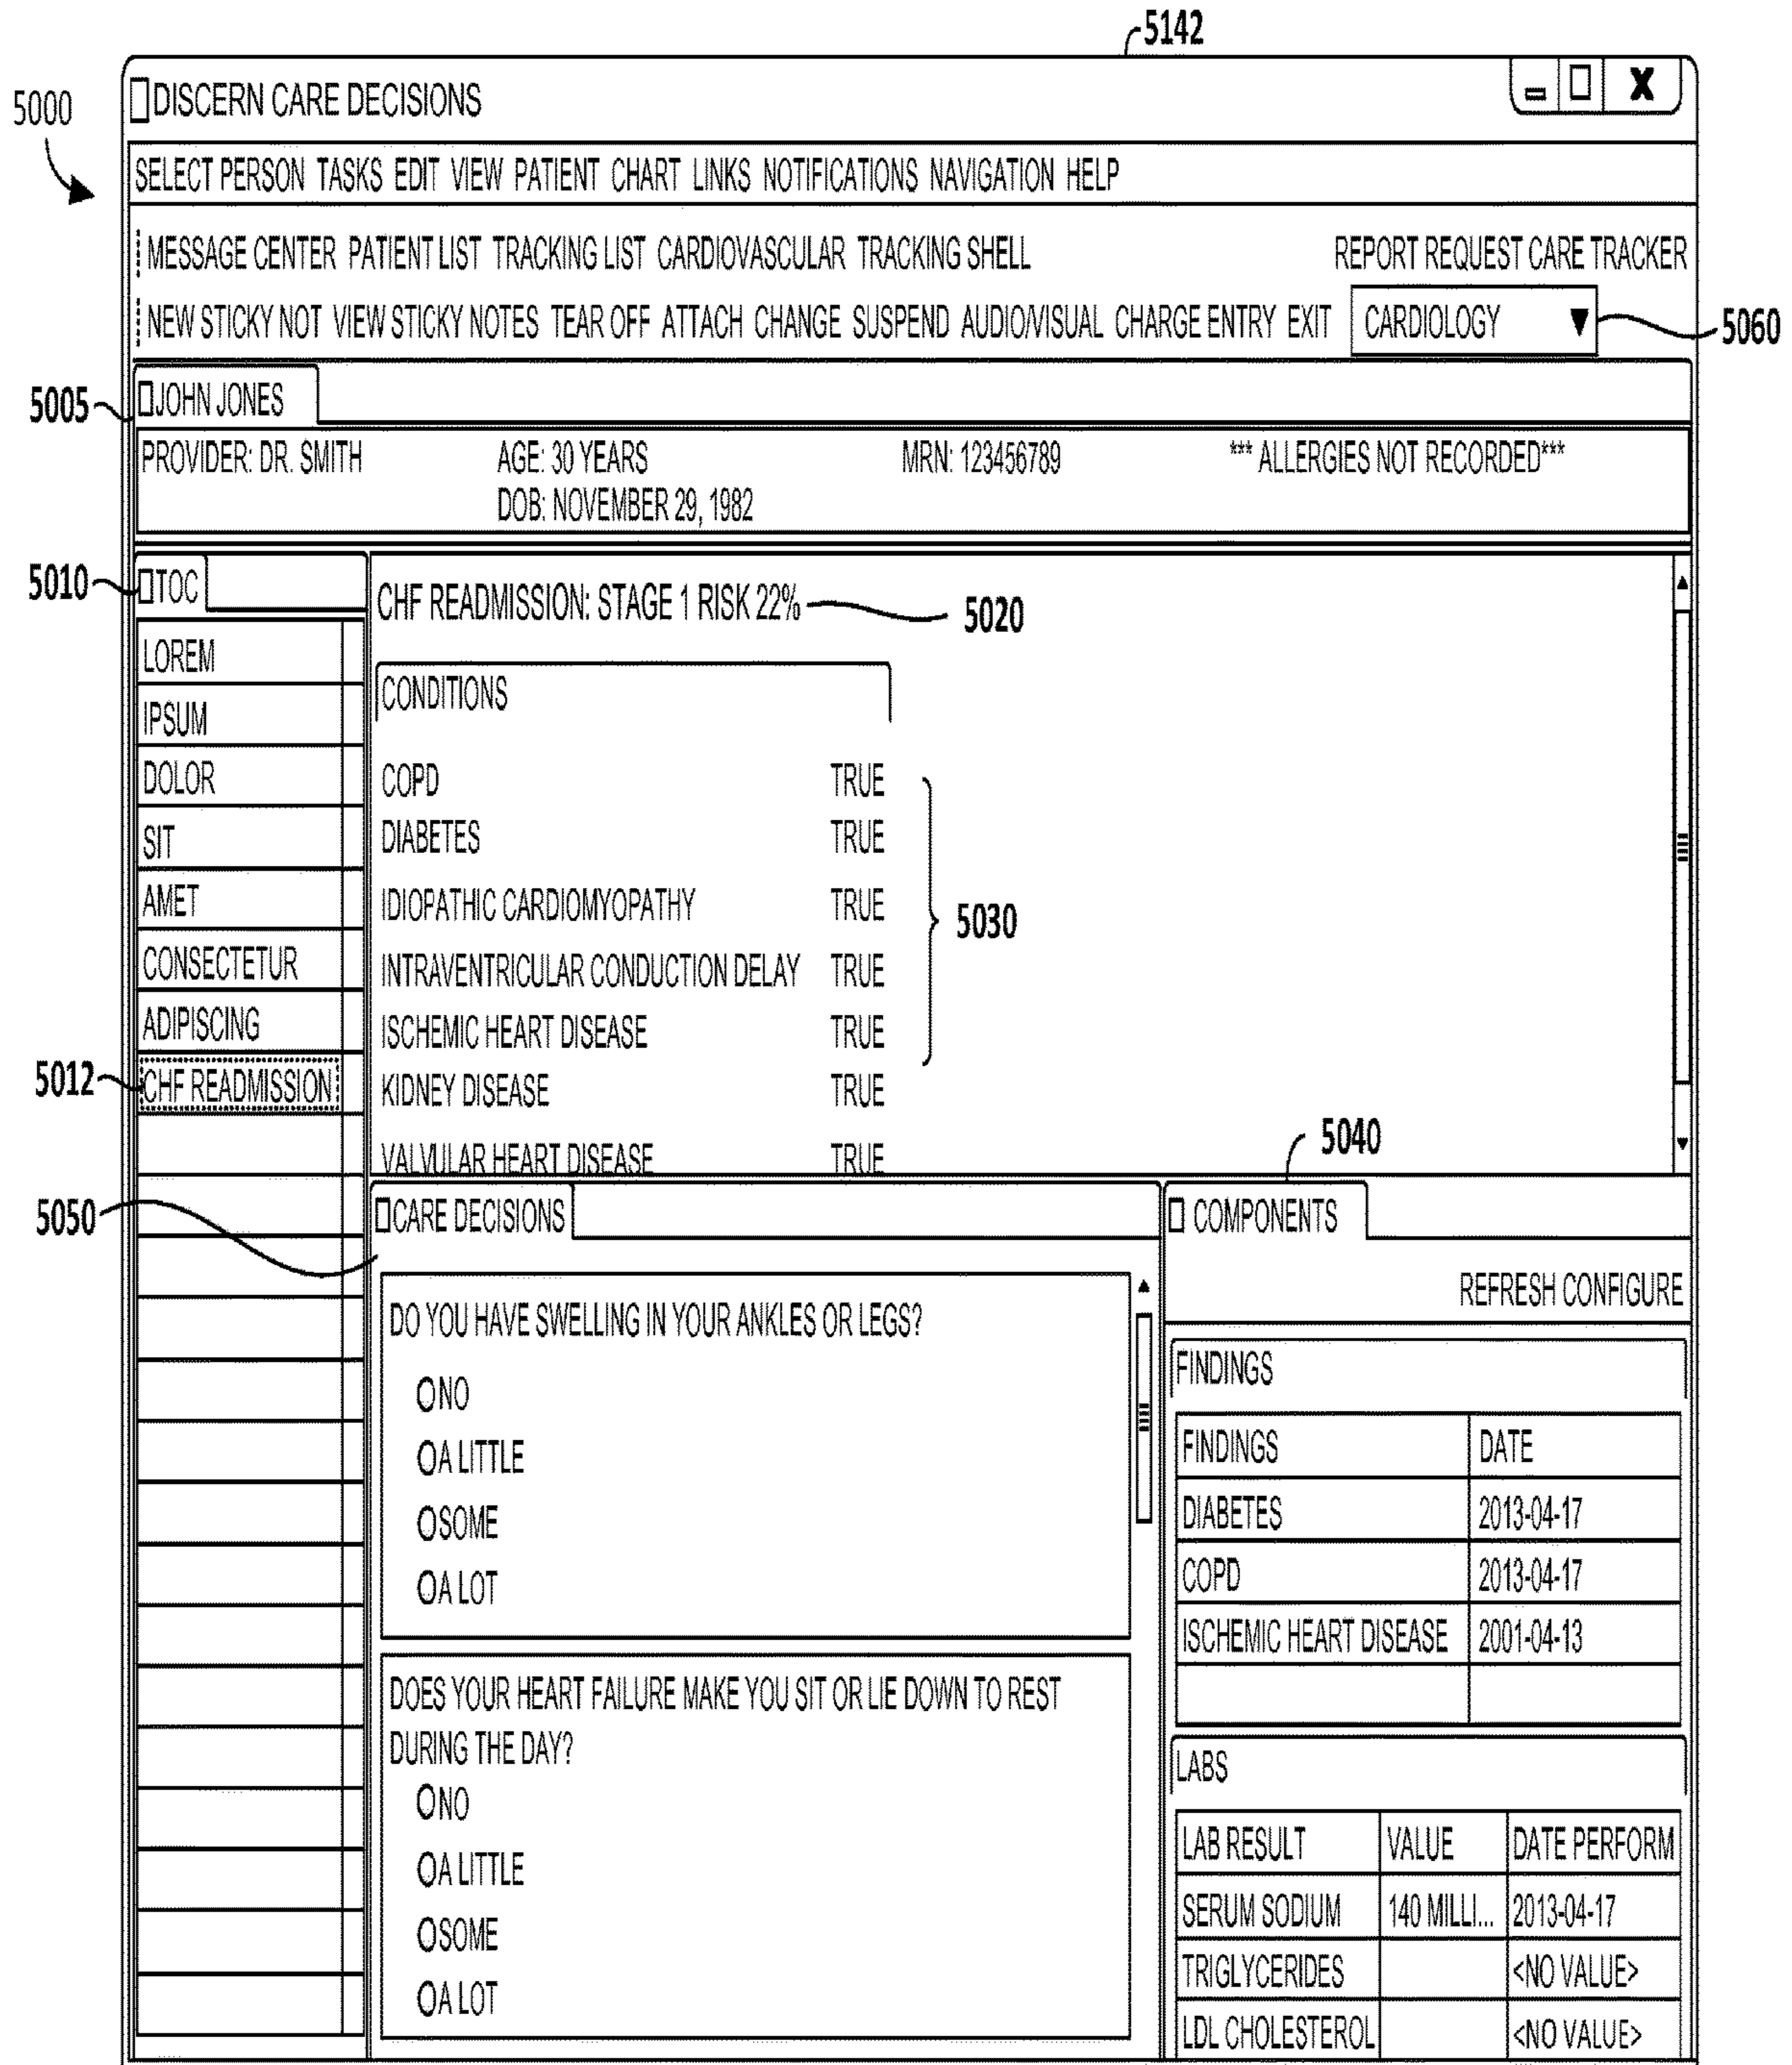 5142
5000
DISCERN CARE DECISIONS
X
SELECT PERSON TASKS EDIT VIEW PATIENT CHART LINKS NOTIFICATIONS NAVIGATION HELP
MESSAGE CENTER PATIENT LIST TRACKING LIST CARDIOVASCULAR TRACKING SHELL REPORT REQUEST CARE TRACKER
NEW STICKY NOT VIEW STICKY NOTES TEAR OFF ATTACH CHANGE SUSPEND AUDIO/VISUAL CHARGE ENTRY EXIT CARDIOLOGY 5060
5005 JOHN JONES
PROVIDER: DR. SMITH AGE: 30 YEARS MRN: 123456789 *** ALLERGIES NOT RECORDED***
DOB: NOVEMBER 29, 1982
5010 TOC
LOREM
IPSUM
DOLOR
SIT
AMET
CONSECTETUR
ADIPISCING
5012 CHF READMISSION
CHF READMISSION: STAGE 1 RISK 22% 5020
CONDITIONS
COPD TRUE
DIABETES TRUE
IDIOPATHIC CARDIOMYOPATHY TRUE
5030
INTRAVENTRICULAR CONDUCTION DELAY TRUE
ISCHEMIC HEART DISEASE TRUE
KIDNEY DISEASE TRUE
VALVULAR HEART DISEASE TRUE
5050 CARE DECISIONS
DO YOU HAVE SWELLING IN YOUR ANKLES OR LEGS?
NO
A LITTLE
SOME
A LOT
DOES YOUR HEART FAILURE MAKE YOU SIT OR LIE DOWN TO REST
DURING THE DAY?
NO
A LITTLE
SOME
A LOT
5040
COMPONENTS
REFRESH CONFIGURE
FINDINGS
FINDINGS DATE
DIABETES 2013-04-17
COPD 2013-04-17
ISCHEMIC HEART DISEASE 2001-04-13
LABS
LAB RESULT VALUE DATE PERFORM
SERUM SODIUM 140 MILLI... 2013-04-17
TRIGLYCERIDES <NO VALUE>
LDL CHOLESTEROL <NO VALUE>